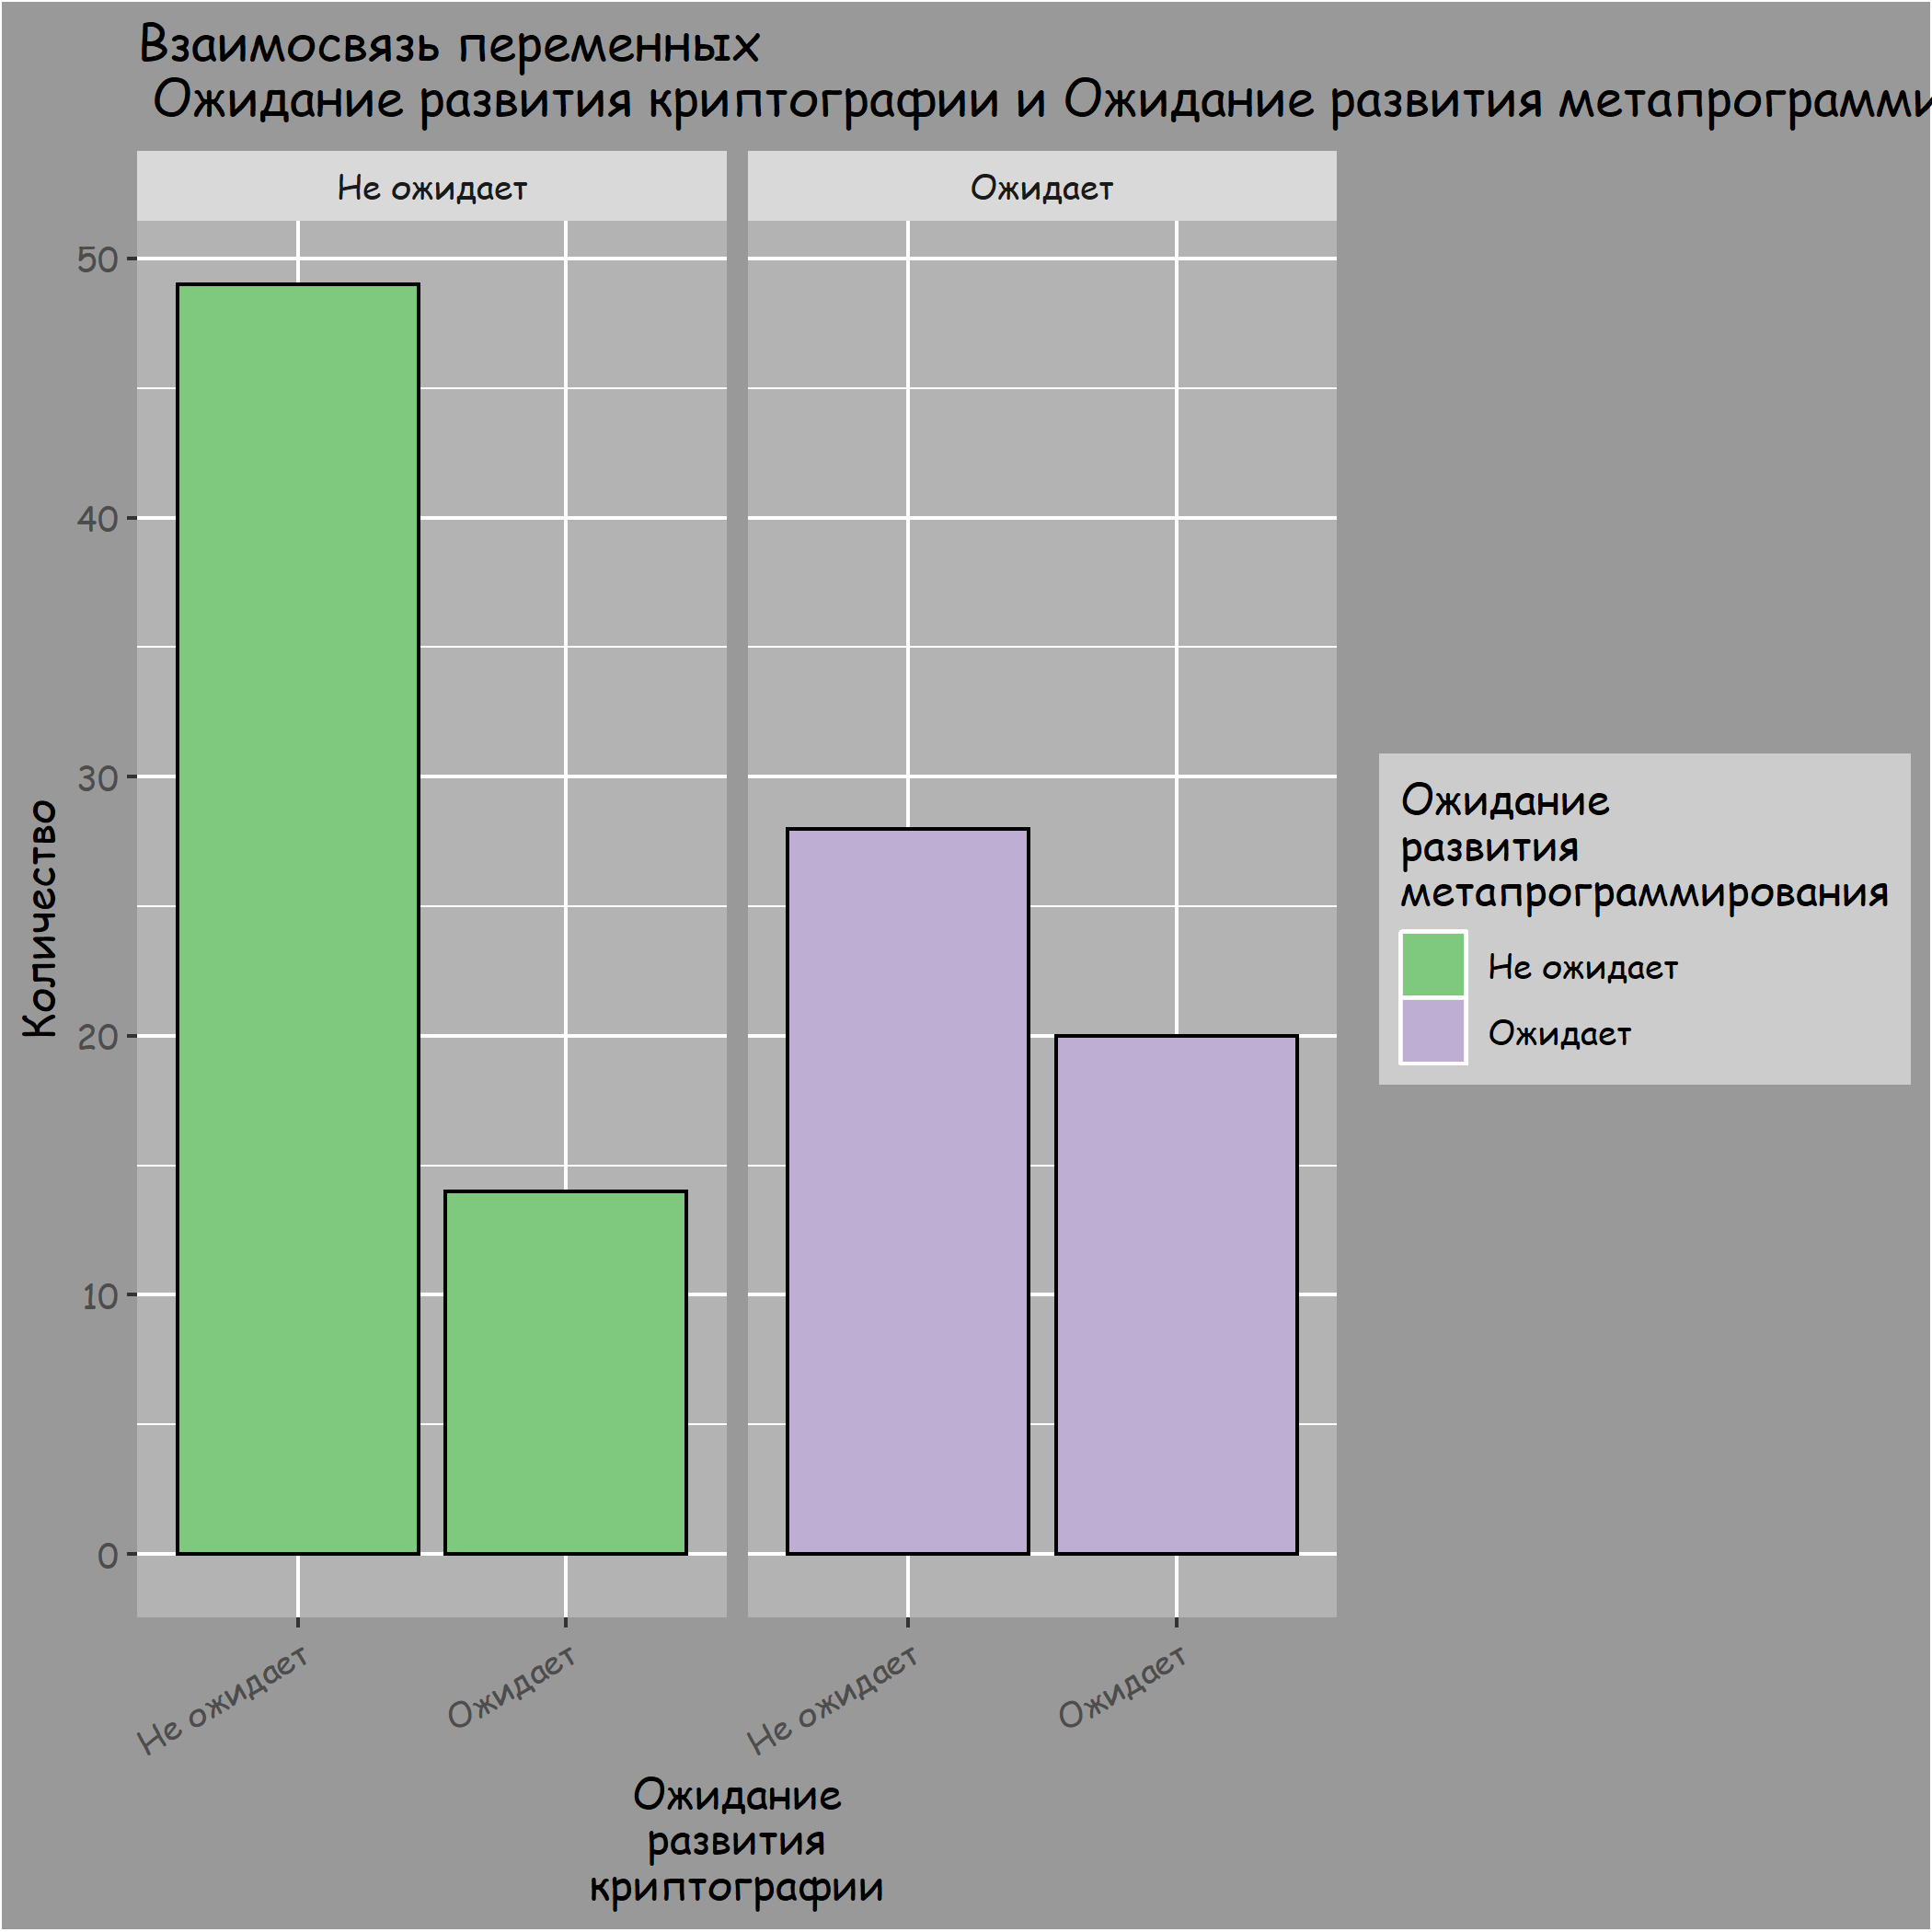 Взаимосвязь переменных
Ожидание развития криптографии и Ожидание развития
Не ожидает
Ожидает
50
40
30
20
10
0
Количество
Не ожидает
Ожидает
Не ожидает
Ожидает
Ожидание
развития
криптографии
Ожидание
развития
метапрограммирования
Не ожидает
Ожидает